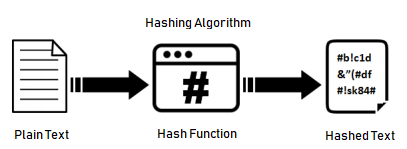 Hashing Algorithm
#
#b!c1d
&"(#df
#!sk84#
Plain Text
Hash Function
Hashed Text